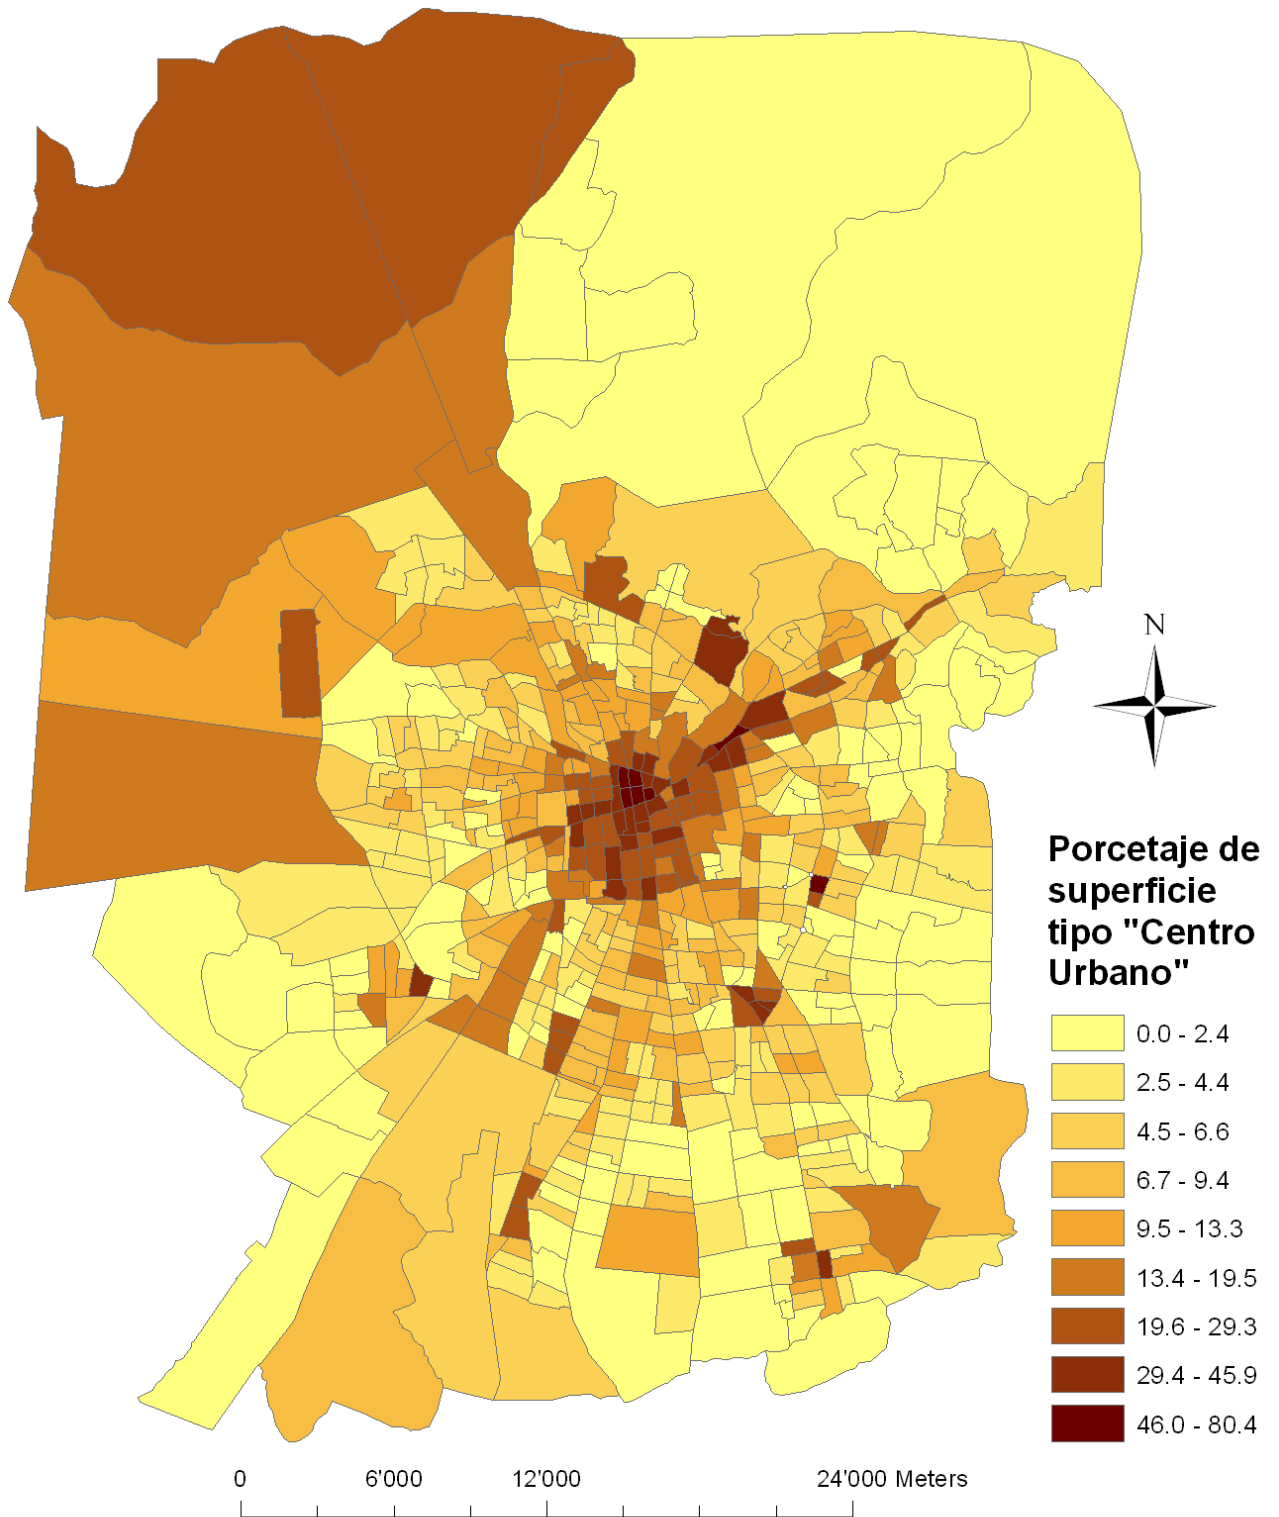 N
Porcetaje de
superficie
tipo "Centro
Urbano"
0.0 - 2.4
2.5 - 4.4
4.5 - 6.6
6.7 - 9.4
9.5 - 13.3
13.4 - 19.5
19.6 - 29.3
29.4 - 45.9
46.0 - 80.4
0 6'000 12'000 24'000 Meters